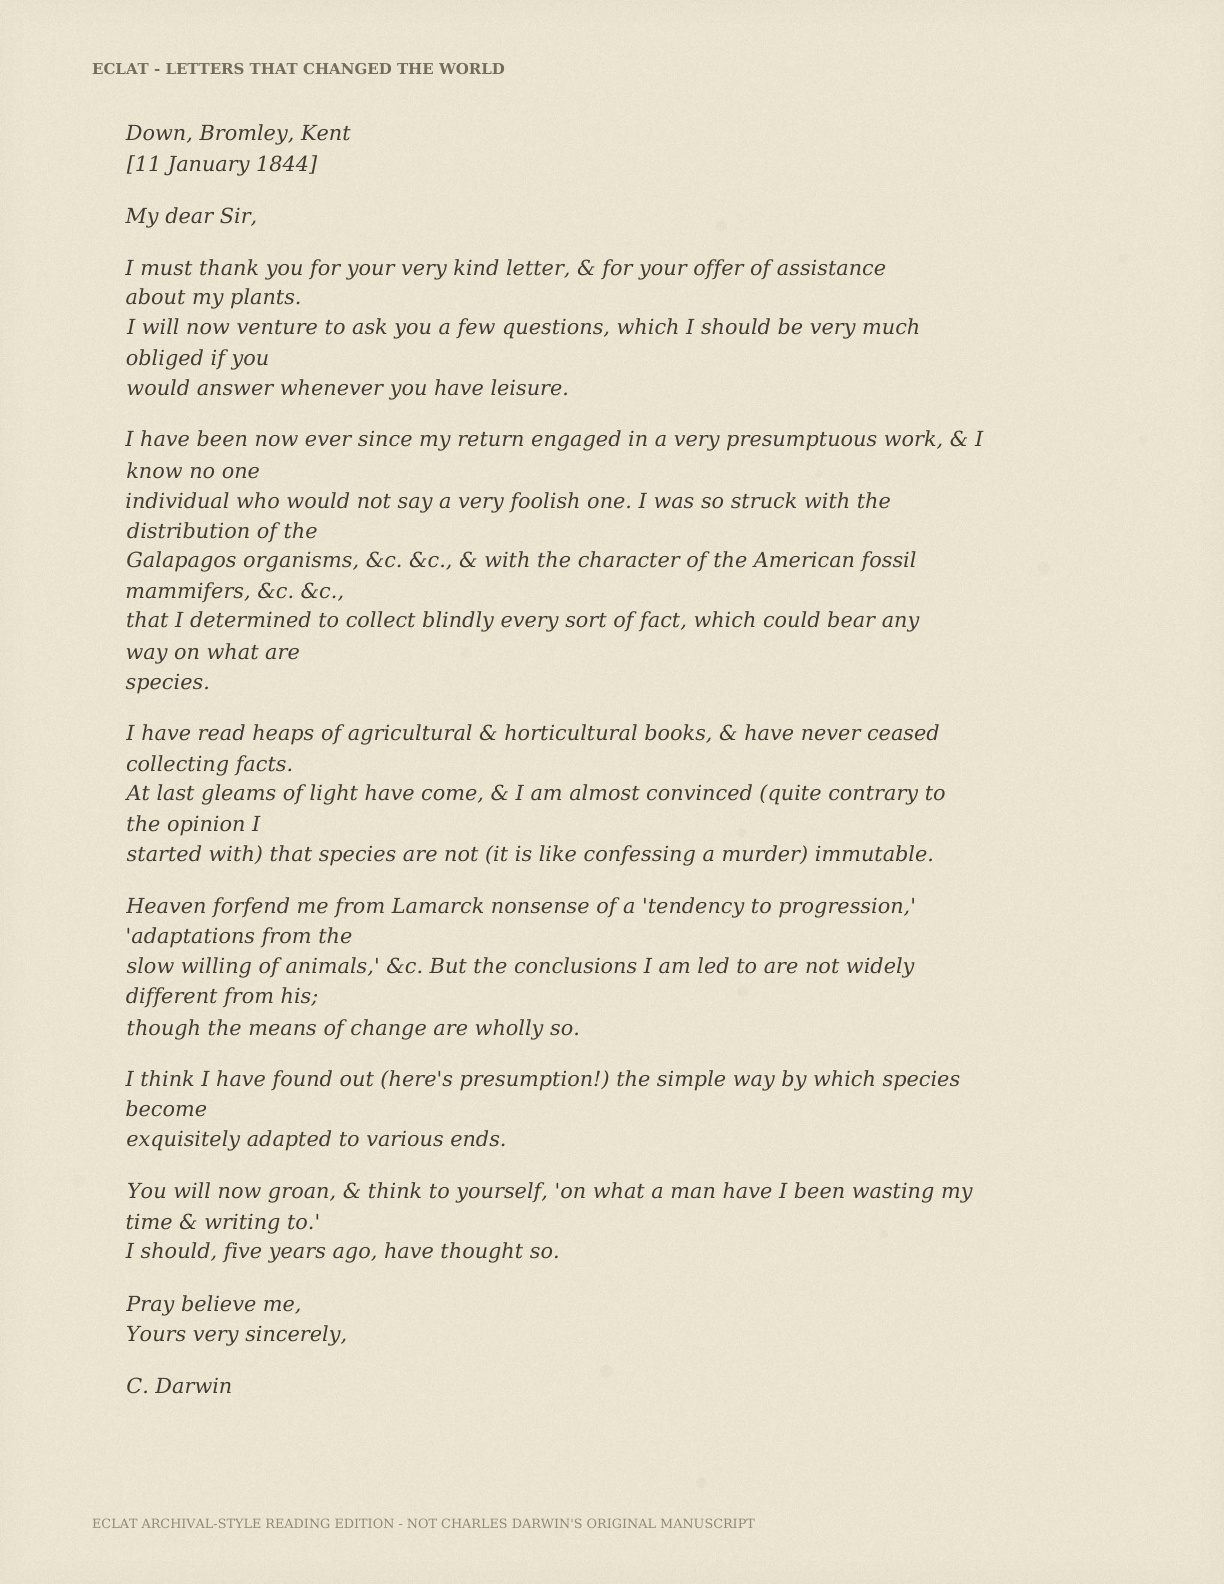 ECLAT - LETTERS THAT CHANGED THE WORLD
Down, Bromley, Kent
[11 January 1844]
My dear Sir,
I must thank you for your very kind letter, & for your offer of assistance
about my plants.
I will now venture to ask you a few questions, which I should be very much
obliged if you
would answer whenever you have leisure.
I have been now ever since my return engaged in a very presumptuous work, & I
know no one
individual who would not say a very foolish one. I was so struck with the
distribution of the
Galapagos organisms, &c. &c., & with the character of the American fossil
mammifers, &c. &c.,
that I determined to collect blindly every sort of fact, which could bear any
way on what are
species.
I have read heaps of agricultural & horticultural books, & have never ceased
collecting facts.
At last gleams of light have come, & I am almost convinced (quite contrary to
the opinion I
started with) that species are not (it is like confessing a murder) immutable.
Heaven forfend me from Lamarck nonsense of a 'tendency to progression,'
'adaptations from the
slow willing of animals,' &c. But the conclusions I am led to are not widely
different from his;
though the means of change are wholly so.
I think I have found out (here's presumption!) the simple way by which species
become
exquisitely adapted to various ends.
You will now groan, & think to yourself, 'on what a man have I been wasting my
time & writing to.'
I should, five years ago, have thought so.
Pray believe me,
Yours very sincerely,
C. Darwin
ECLAT ARCHIVAL-STYLE READING EDITION - NOT CHARLES DARWIN'S ORIGINAL MANUSCRIPT